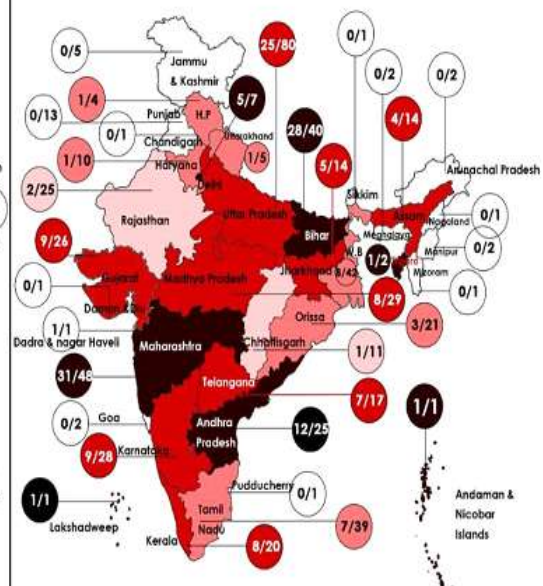 0/5
25/80
0/1
Jammu
& Kashmir
0/2
0/2
1/4
5/7
H.P
4/14
28/40
0/13
Punjab
0/1
Uttarakhand
Chandigarh
5/14
1/10
Haryana
1/5
Arunachal Pradesh
Delhi
2/25
Sikkim
Assam
Uttar Pradesh
Nagaland
0/1
Rajasthan
Bihar
Meghalaya
9/26
W.B
1/2
Manipur
0/2
Gujarat
Madhya Pradesh
Jharkhand
8/42
Mizoram
0/1
Daman & D
8/29
0/1
Orissa
3/21
1/1
Dadra & nagar Haveli
Maharashtra
Chhattisgarh
1/11
31/48
Telangana
7/17
1/1
0/2
Goa
Andhra
Pradesh
12/25
9/28
Karnataka
1/1
Pudducherry
0/1
Andaman &
Nicobar
Islands
Lakshadweep
Tamil
Nadu
7/39
Kerala
8/20